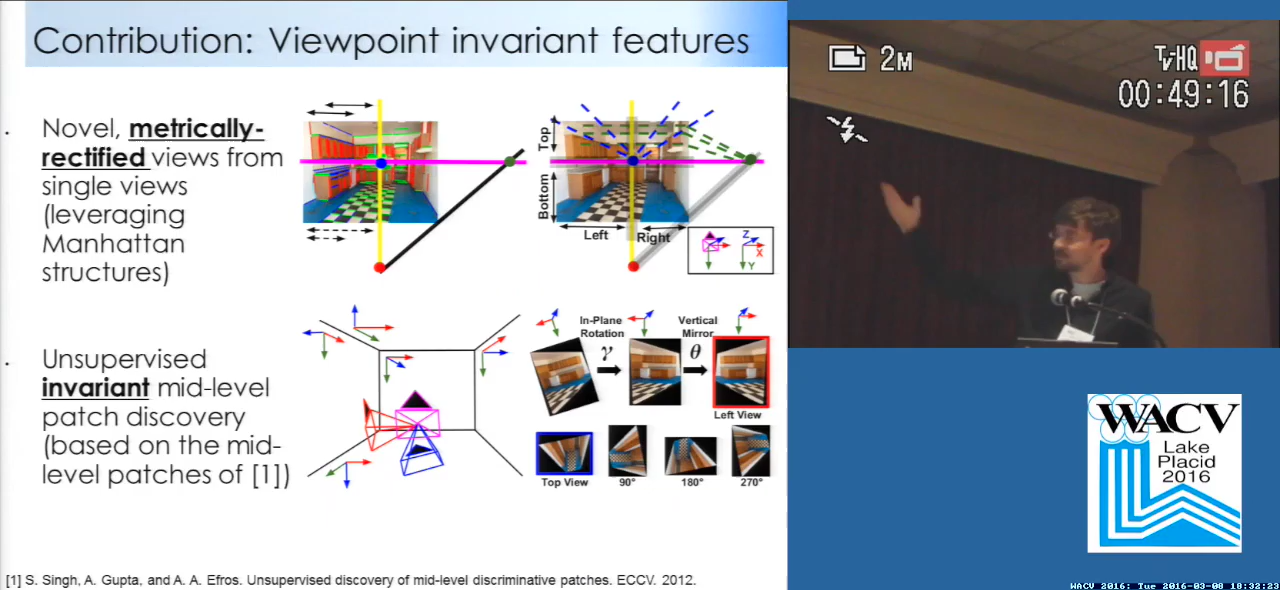 Contribution: Viewpoint invariant features
Novel, metrically-
rectified views from
single views
(leveraging
Manhattan
structures)
Top
Bottom
Left
Right
Z
X
Y
Unsupervised
invariant mid-level
patch discovery
(based on the mid-
level patches of [1])
In-Plane
Rotation
γ
Vertical
Mirror
θ
Left View
Top View
90°
180°
270°
[1] S. Singh, A. Gupta, and A. A. Efros. Unsupervised discovery of mid-level discriminative patches. ECCV. 2012.
2M
Tv-HQ
00:49:16
WACV
Lake
Placid
2016
WACV 2016: Tue 2016-03-08 18:32:23